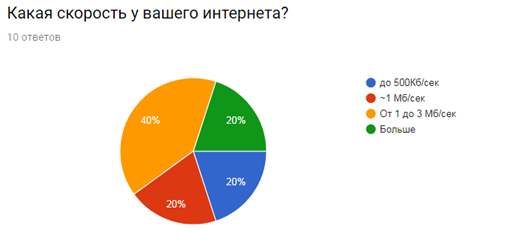 Какая скорость у вашего интернета?
10 ответов
40%
20%
20%
20%
до 500Кб/сек
~1 Мб/сек
От 1 до 3 Мб/сек
Больше